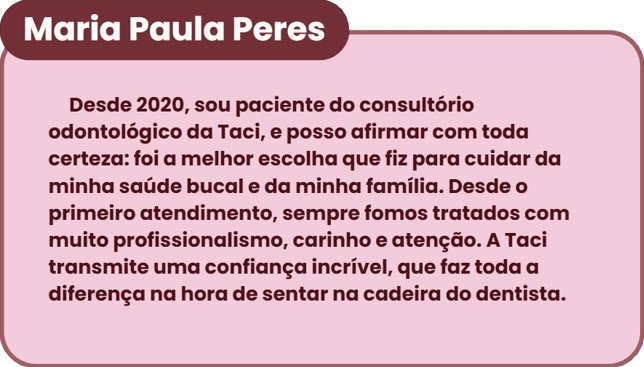 Maria Paula Peres
Desde 2020, sou paciente do consultório
odontológico da Taci, e posso afirmar com toda
certeza: foi a melhor escolha que fiz para cuidar da
minha saúde bucal e da minha família. Desde o
primeiro atendimento, sempre fomos tratados com
muito profissionalismo, carinho e atenção. A Taci
transmite uma confiança incrível, que faz toda a
diferença na hora de sentar na cadeira do dentista.